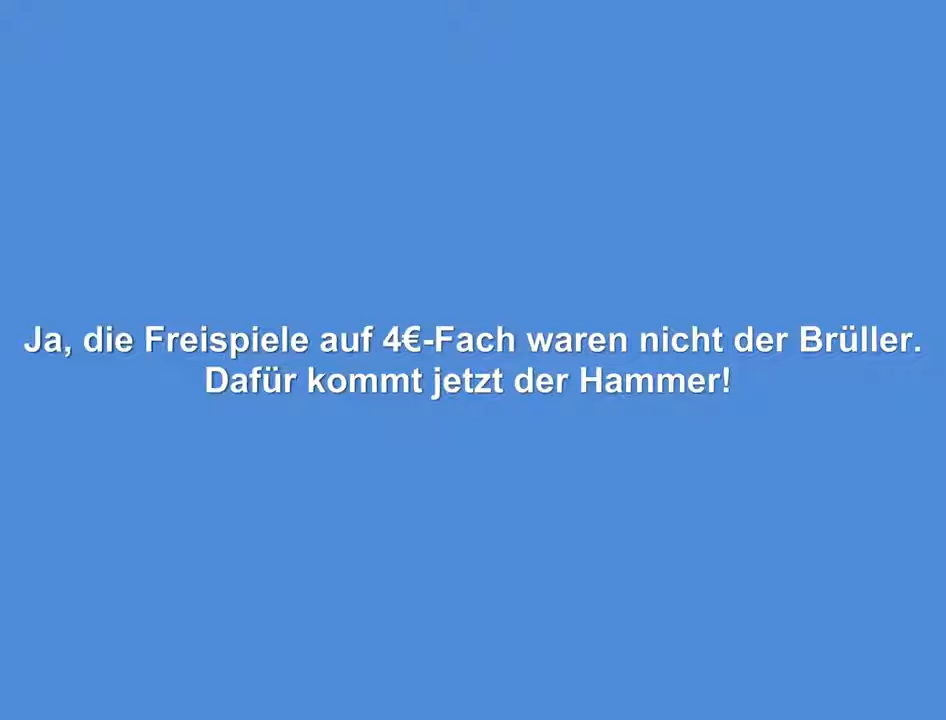 Ja, die Freispiele auf 4€-Fach waren nicht der Brüller.
Dafür kommt jetzt der Hammer!